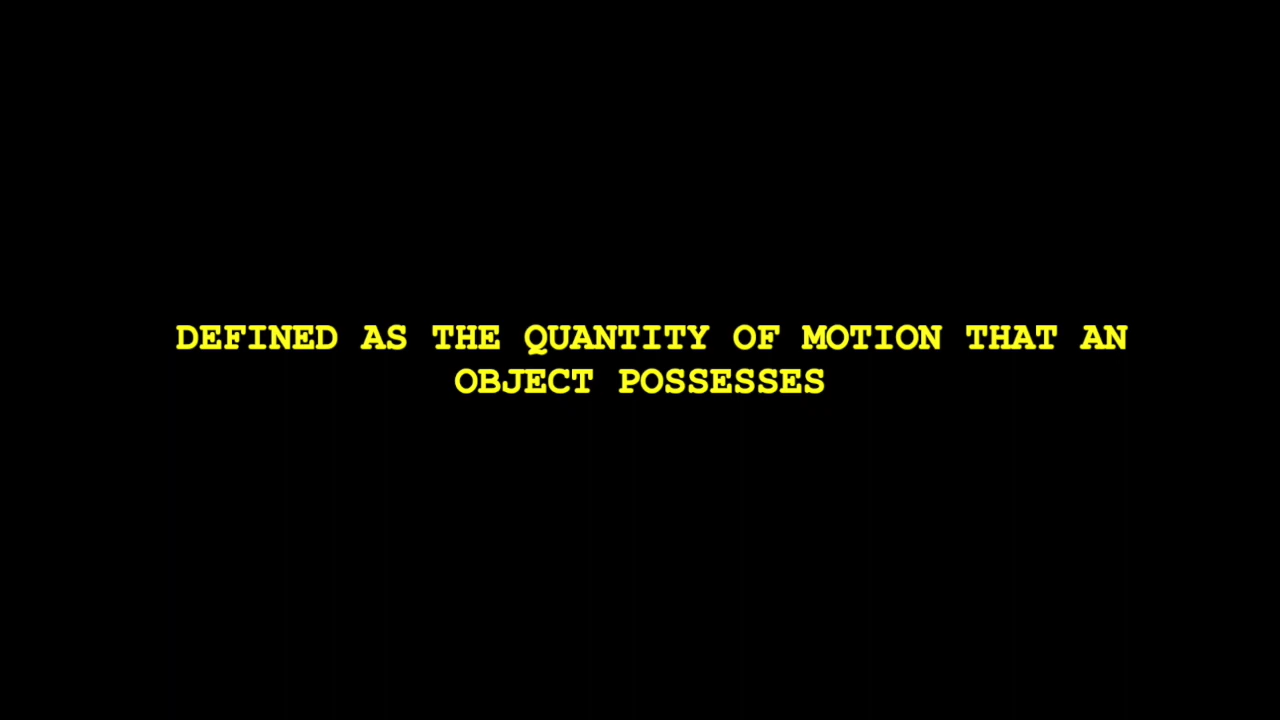 DEFINED AS THE QUANTITY OF MOTION THAT AN
OBJECT POSSESSES